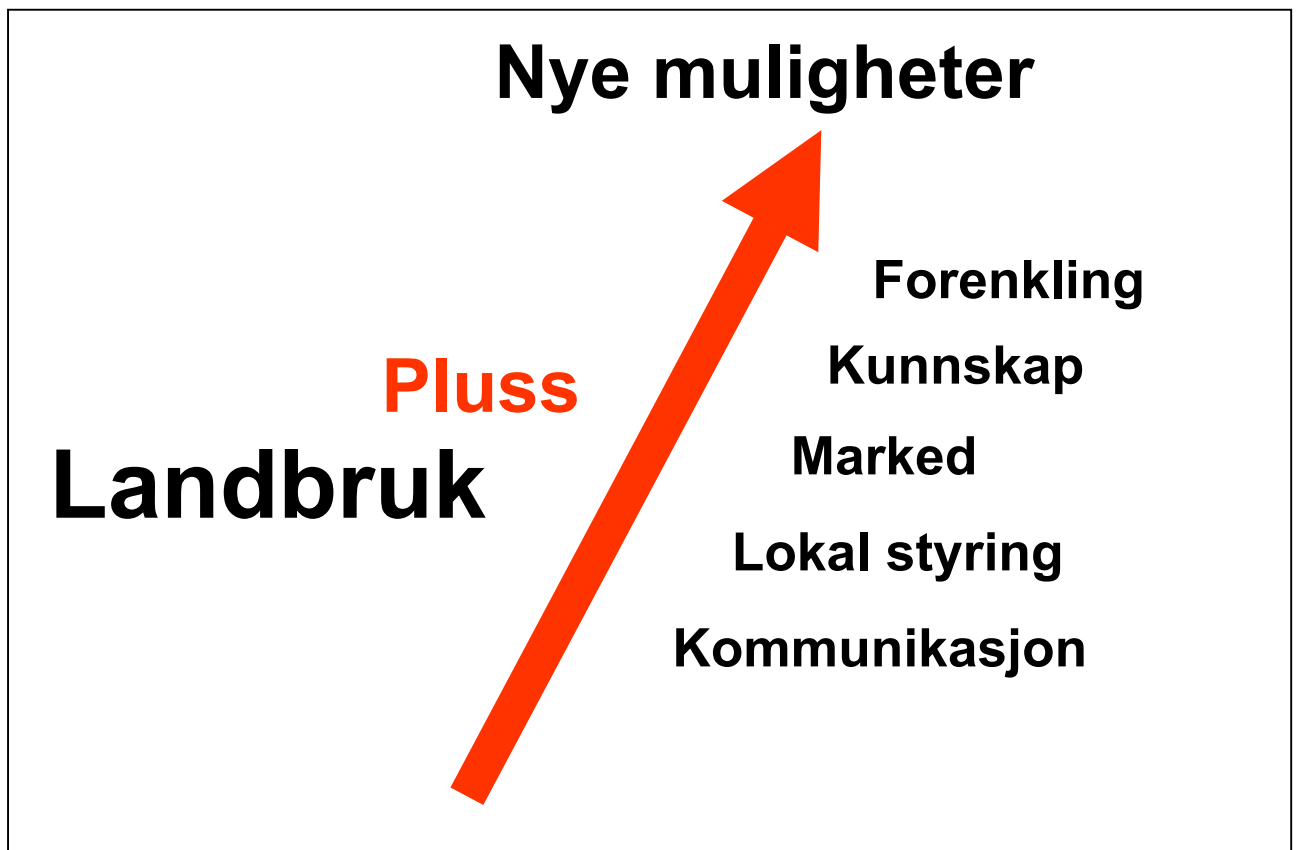 Nye muligheter
Forenkling
Kunnskap
Pluss
Marked
Landbruk
Lokal styring
Kommunikasjon